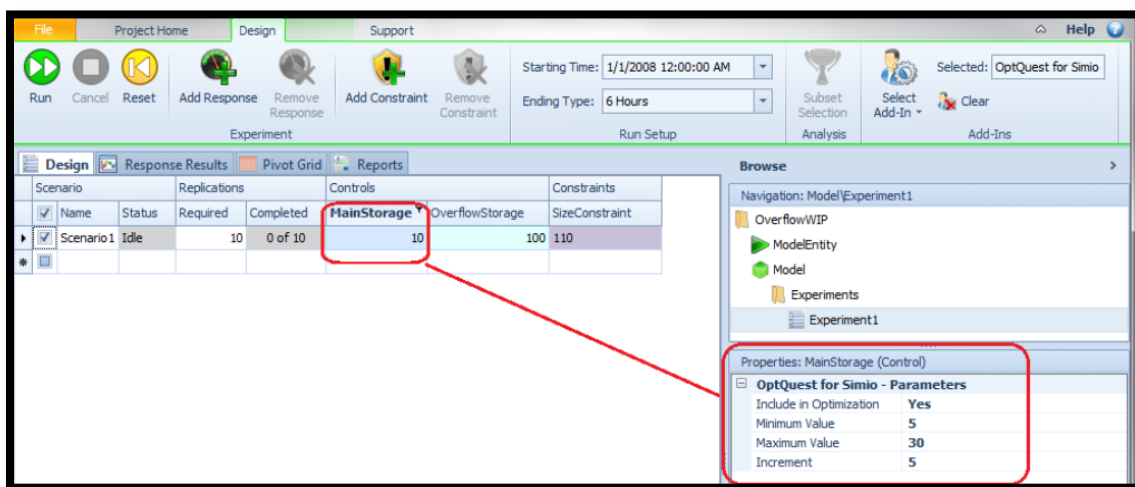 File Project Home Design Support Help
Run Cancel Reset Add Response Remove Response Add Constraint Remove Constraint
Experiment
Starting Time: 1/1/2008 12:00:00 AM
Ending Type: 6 Hours
Run Setup
Subset Selection
Analysis
Select Add-In
Selected: OptQuest for Simio
Clear
Add-Ins
Design Response Results Pivot Grid Reports
Scenario Replications Controls Constraints
Name Status Required Completed MainStorage OverflowStorage SizeConstraint
Scenario1 Idle 10 0 of 10 10 100 110
Browse
Navigation: Model\Experiment1
OverflowWIP
ModelEntity
Model
Experiments
Experiment1
Properties: MainStorage (Control)
OptQuest for Simio - Parameters
Include in Optimization Yes
Minimum Value 5
Maximum Value 30
Increment 5